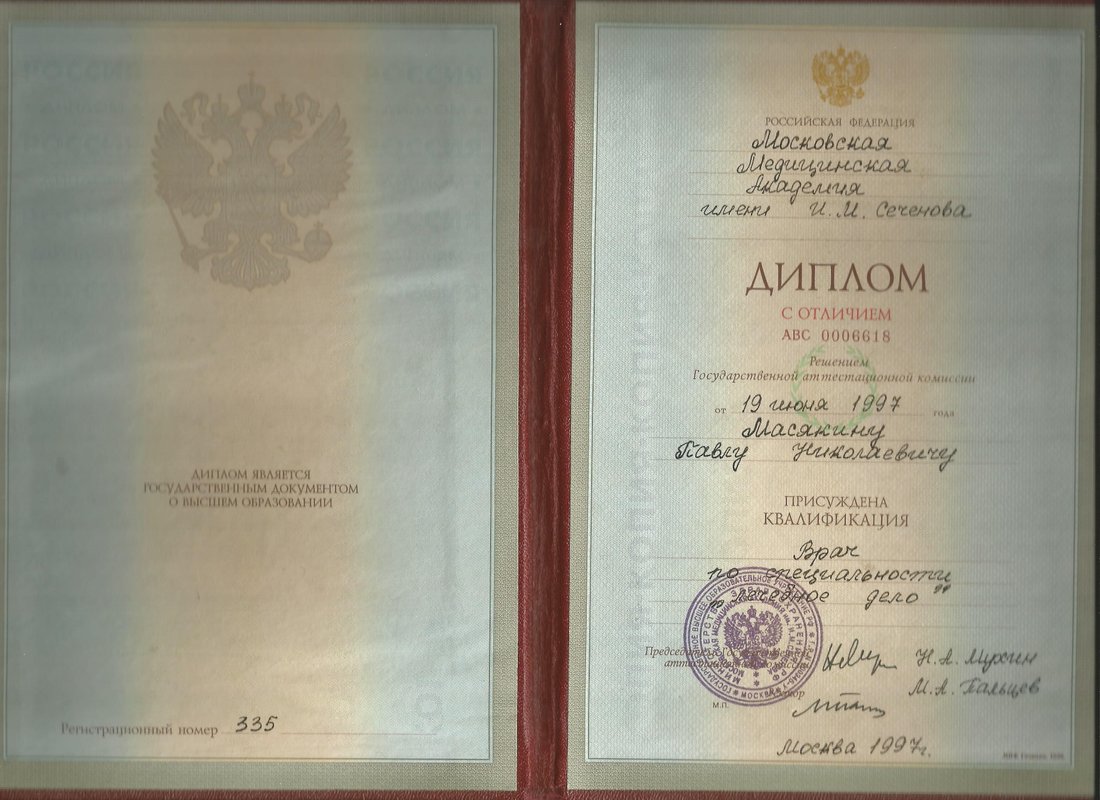 ДИПЛОМ ЯВЛЯЕТСЯ
ГОСУДАРСТВЕННЫМ ДОКУМЕНТОМ
О ВЫСШЕМ ОБРАЗОВАНИИ
Регистрационный номер 335
РОССИЙСКАЯ ФЕДЕРАЦИЯ
Московская
Медицинская
Академия
имени И.М. Сеченова
ДИПЛОМ
С ОТЛИЧИЕМ
АВС 0006618
Решением
Государственной аттестационной комиссии
от 19 июня 1997 года
Масякину
Павлу Николаевичу
ПРИСУЖДЕНА
КВАЛИФИКАЦИЯ
Врач
по специальности
"Лечебное дело"
Председатель
Н.А. Мухин
М.А. Пальцев
М.П.
Москва 1997г.